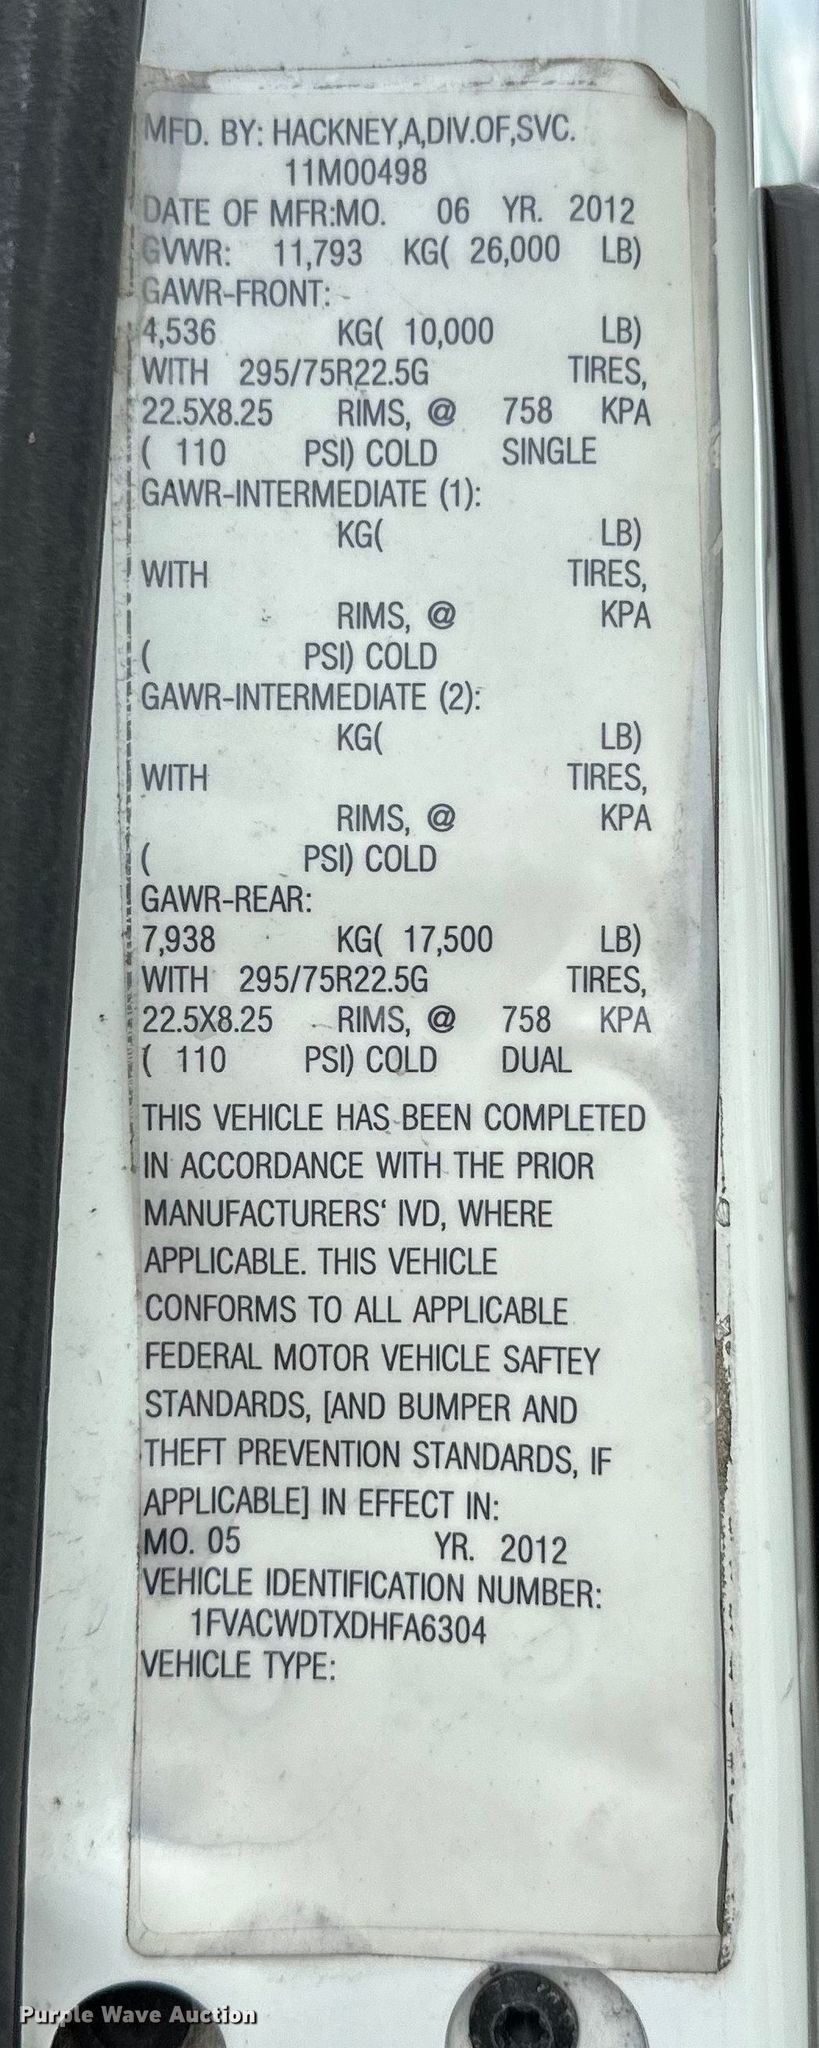 MFD. BY: HACKNEY,A,DIV.OF,SVC.
11M00498
DATE OF MFR:MO. 06 YR. 2012
GVWR: 11,793 KG( 26,000 LB)
GAWR-FRONT:
4,536 KG( 10,000 LB)
WITH 295/75R22.5G TIRES,
22.5X8.25 RIMS, @ 758 KPA
( 110 PSI) COLD SINGLE
GAWR-INTERMEDIATE (1):
KG( LB)
WITH TIRES,
RIMS, @ KPA
( PSI) COLD
GAWR-INTERMEDIATE (2):
KG( LB)
WITH TIRES,
RIMS, @ KPA
( PSI) COLD
GAWR-REAR:
7,938 KG( 17,500 LB)
WITH 295/75R22.5G TIRES,
22.5X8.25 RIMS, @ 758 KPA
( 110 PSI) COLD DUAL
THIS VEHICLE HAS BEEN COMPLETED
IN ACCORDANCE WITH THE PRIOR
MANUFACTURERS‘ IVD, WHERE
APPLICABLE. THIS VEHICLE
CONFORMS TO ALL APPLICABLE
FEDERAL MOTOR VEHICLE SAFTEY
STANDARDS, [AND BUMPER AND
THEFT PREVENTION STANDARDS, IF
APPLICABLE] IN EFFECT IN:
MO. 05 YR. 2012
VEHICLE IDENTIFICATION NUMBER:
1FVACWDTXDHFA6304
VEHICLE TYPE:
Purple Wave Auction